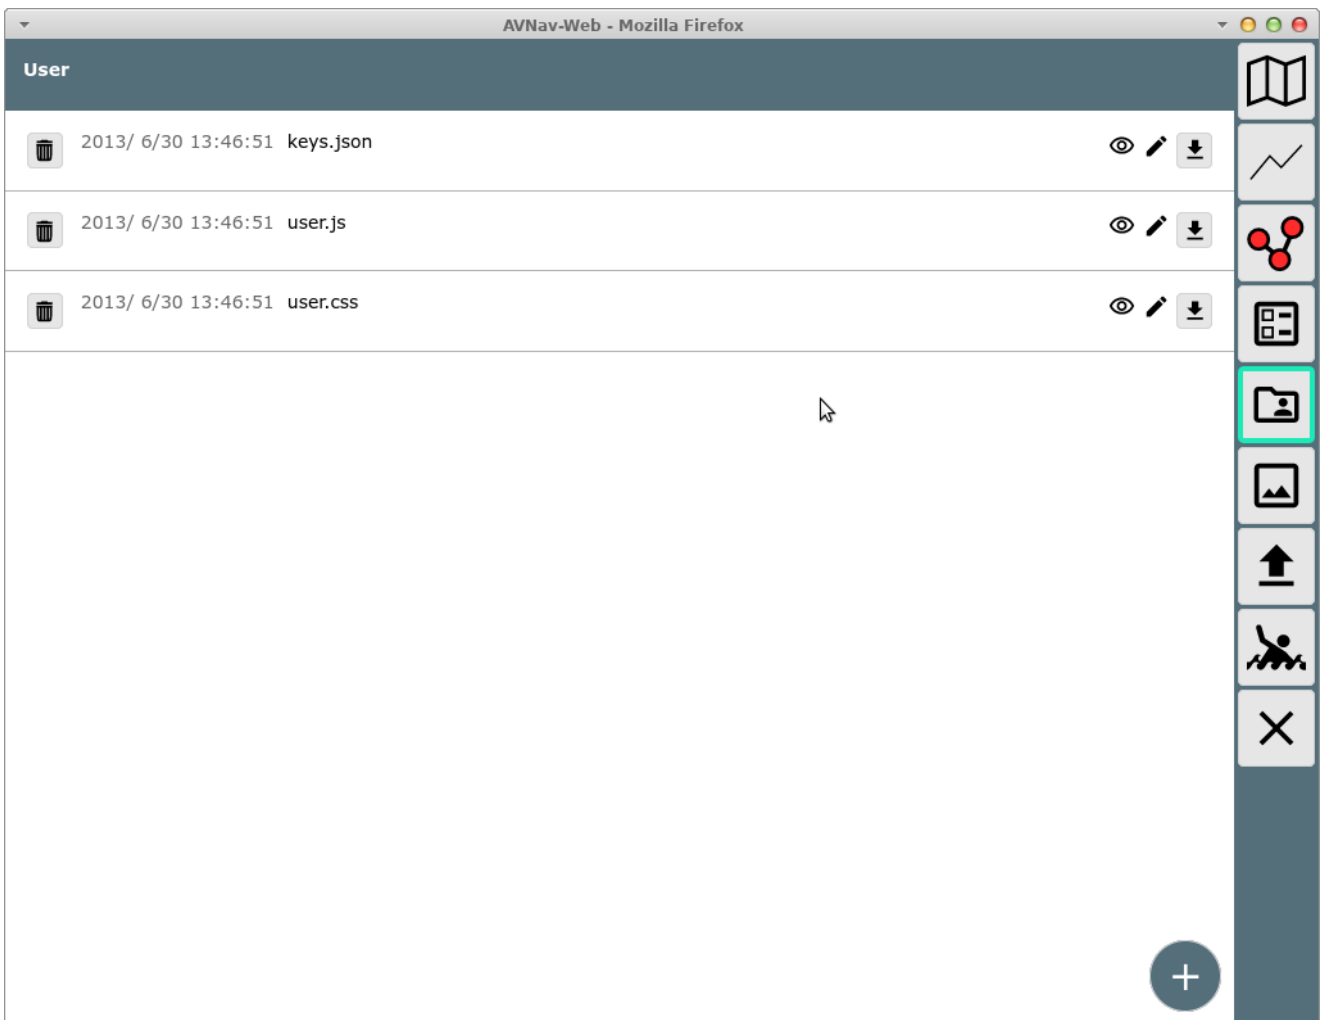 AVNav-Web - Mozilla Firefox
User
2013/ 6/30 13:46:51 keys.json
2013/ 6/30 13:46:51 user.js
2013/ 6/30 13:46:51 user.css